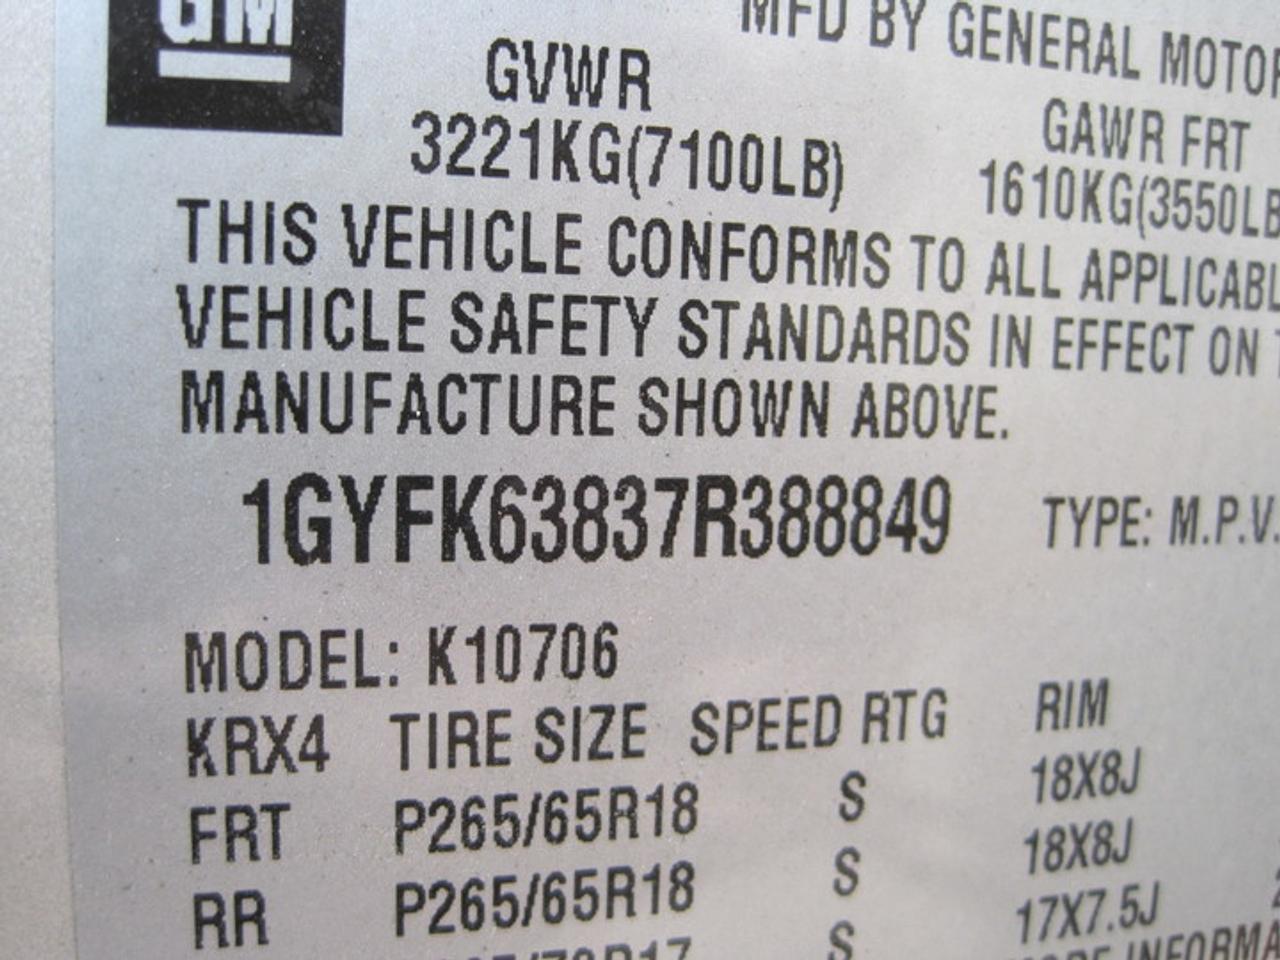 GM
MFD BY GENERAL MOTOR
GVWR GAWR FRT
3221KG(7100LB) 1610KG(3550LB
THIS VEHICLE CONFORMS TO ALL APPLICABL
VEHICLE SAFETY STANDARDS IN EFFECT ON T
MANUFACTURE SHOWN ABOVE.
1GYFK63837R388849 TYPE: M.P.V.
MODEL: K10706
KRX4 TIRE SIZE SPEED RTG RIM
FRT P265/65R18 S 18X8J
RR P265/65R18 S 18X8J
S 17X7.5J
INFORMA